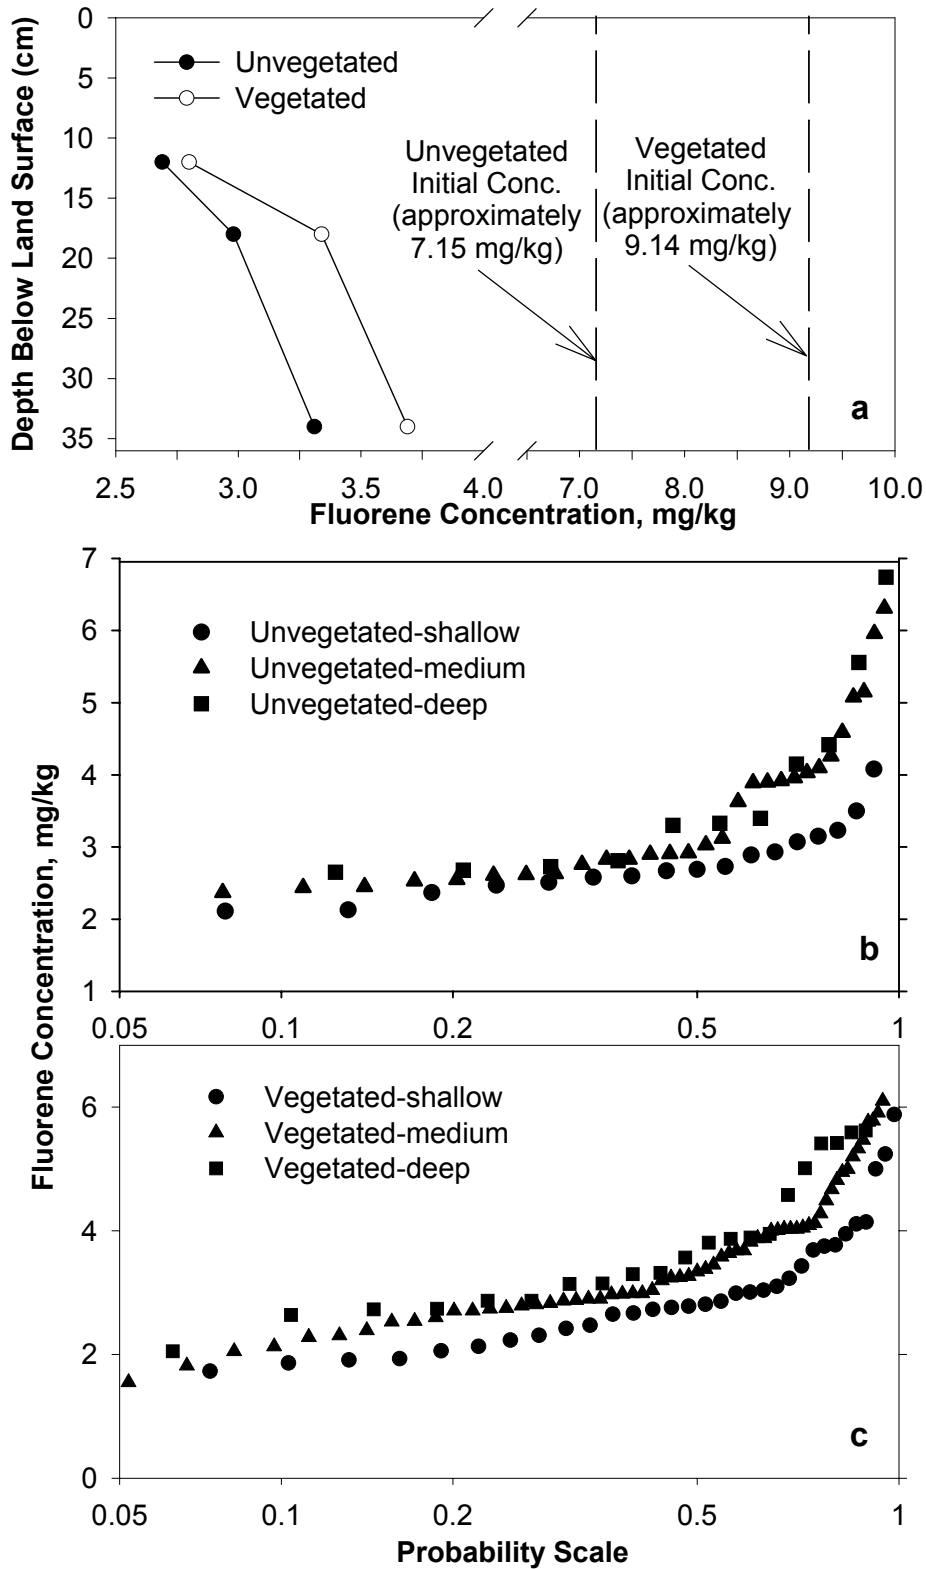 Depth Below Land Surface (cm)
0
5
10
15
20
25
30
35
Unvegetated
Vegetated
Unvegetated
Initial Conc.
(approximately
7.15 mg/kg)
Vegetated
Initial Conc.
(approximately
9.14 mg/kg)
a
2.5 3.0 3.5 4.0 7.0 8.0 9.0 10.0
Fluorene Concentration, mg/kg
Fluorene Concentration, mg/kg
7
6
5
4
3
2
1
Unvegetated-shallow
Unvegetated-medium
Unvegetated-deep
b
0.05 0.1 0.2 0.5 1
6
4
2
0
Vegetated-shallow
Vegetated-medium
Vegetated-deep
c
0.05 0.1 0.2 0.5 1
Probability Scale